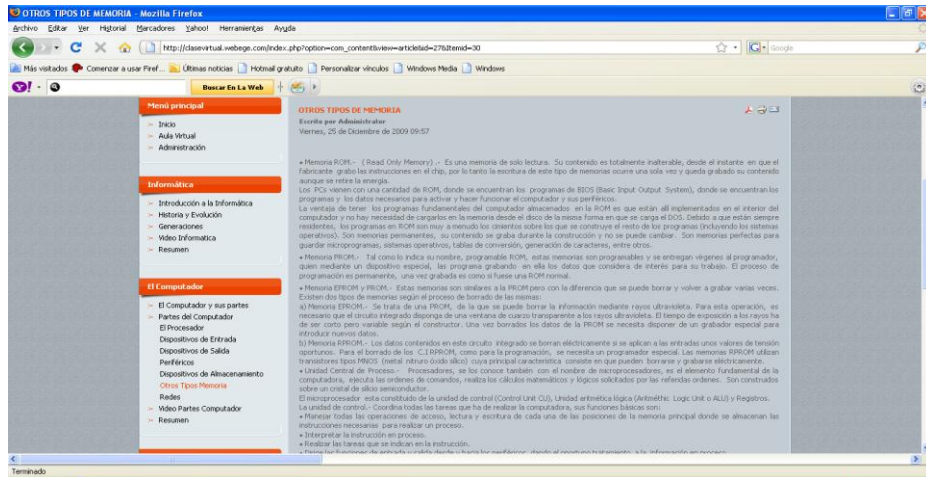 OTROS TIPOS DE MEMORIA - Mozilla Firefox
Archivo Editar Ver Historial Marcadores Yahoo! Herramientas Ayuda
http://clasevirtual.webege.com/index.php?option=com_content&view=article&id=27&Itemid=30
Google
Más visitados Comenzar a usar Firef... Últimas noticias Hotmail gratuito Personalizar vínculos Windows Media Windows
Buscar En La Web
Menú principal
Inicio
Aula Virtual
Administración
Informática
Introducción a la Informática
Historia y Evolución
Generaciones
Video Informatica
Resumen
El Computador
El Computador y sus partes
Partes del Computador
El Procesador
Dispositivos de Entrada
Dispositivos de Salida
Periféricos
Dispositivos de Almacenamiento
Otros Tipos Memoria
Redes
Video Partes Computador
Resumen
OTROS TIPOS DE MEMORIA
Escrito por Administrator
Viernes, 25 de Diciembre de 2009 09:57
• Memoria ROM.- ( Read Only Memory) .- Es una memoria de solo lectura. Su contenido es totalmente inalterable, desde el instante en que el
fabricante grabo las instrucciones en el chip, por lo tanto la escritura de este tipo de memorias ocurre una sola vez y queda grabado su contenido
aunque se retire la energía.
Los PCs vienen con una cantidad de ROM, donde se encuentran los programas de BIOS (Basic Input Output System), donde se encuentran los
programas y los datos necesarios para activar y hacer funcionar el computador y sus periféricos.
La ventaja de tener los programas fundamentales del computador almacenados en la ROM es que están allí implementados en el interior del
computador y no hay necesidad de cargarlos en la memoria desde el disco de la misma forma en que se carga el DOS. Debido a que están siempre
residentes, los programas en ROM son muy a menudo los cimientos sobre los que se construye el resto de los programas (incluyendo los sistemas
operativos). Son memorias permanentes, su contenido se graba durante la construcción y no se puede cambiar. Son memorias perfectas para
guardar microprogramas, sistemas operativos, tablas de conversión, generación de caracteres, entre otros.
• Memoria PROM.- Tal como lo indica su nombre, programable ROM, estas memorias son programables y se entregan vírgenes al programador,
quien mediante un dispositivo especial, las programa grabando en ella los datos que considera de interés para su trabajo. El proceso de
programación es permanente, una vez grabada es como si fuese una ROM normal.
• Memoria EPROM y PROM.- Estas memorias son similares a la PROM pero con la diferencia que se puede borrar y volver a grabar varias veces.
Existen dos tipos de memorias según el proceso de borrado de las mismas:
a) Memoria EPROM.- Se trata de una PROM, de la que se puede borrar la información mediante rayos ultravioleta. Para esta operación, es
necesario que el circuito integrado disponga de una ventana de cuarzo transparente a los rayos ultravioleta. El tiempo de exposición a los rayos ha
de ser corto pero variable según el constructor. Una vez borrados los datos de la PROM se necesita disponer de un grabador especial para
introducir nuevos datos.
b) Memoria RPROM.- Los datos contenidos en este circuito integrado se borran eléctricamente si se aplican a las entradas unos valores de tensión
oportunos. Para el borrado de los C.I.RPROM, como para la programación, se necesita un programador especial. Las memorias RPROM utilizan
transistores tipos MNOS (metal nitruro óxido silico) cuya principal característica consiste en que pueden borrarse y grabarse eléctricamente.
• Unidad Central de Proceso.- Procesadores, se los conoce también con el nombre de microprocesadores, es el elemento fundamental de la
computadora, ejecuta las ordenes de comandos, realiza los cálculos matemáticos y lógicos solicitados por las referidas ordenes. Son construidos
sobre un cristal de silicio semiconductor.
El microprocesador esta constituido de la unidad de control (Control Unit CU), Unidad aritmética lógica (Aritméthic Logic Unit o ALU) y Registros.
La unidad de control.- Coordina todas las tareas que ha de realizar la computadora, sus funciones básicas son:
• Manejar todas las operaciones de acceso, lectura y escritura de cada una de las posiciones de la memoria principal donde se almacenan las
instrucciones necesarias para realizar un proceso.
• Interpretar la instrucción en proceso.
• Realizar las tareas que se indican en la instrucción.
Terminado